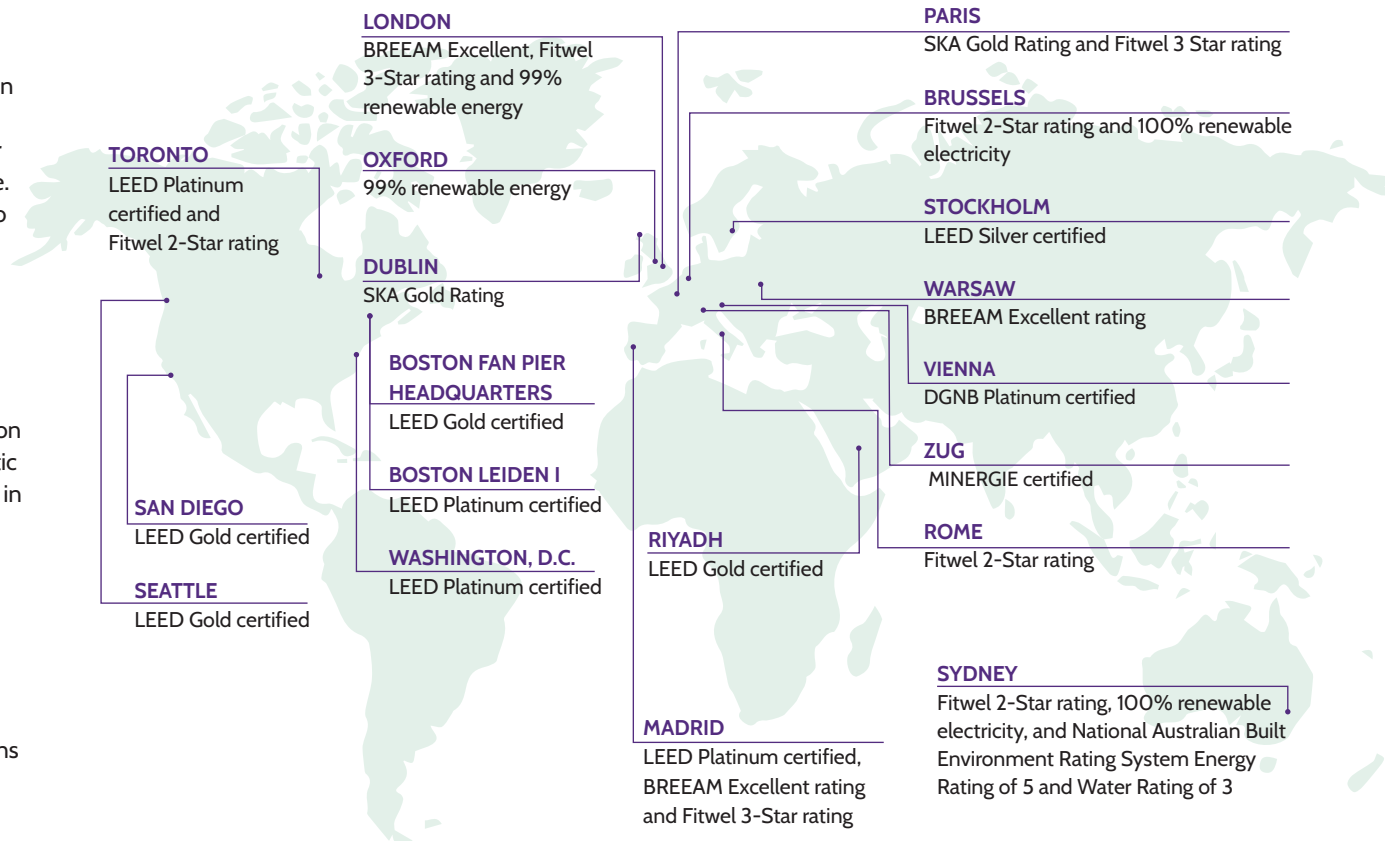 n
.
e.
o
on
tic
in
ns
LONDON
BREEAM Excellent, Fitwel
3-Star rating and 99%
renewable energy
TORONTO
LEED Platinum
certified and
Fitwel 2-Star rating
OXFORD
99% renewable energy
DUBLIN
SKA Gold Rating
BOSTON FAN PIER
HEADQUARTERS
LEED Gold certified
BOSTON LEIDEN I
LEED Platinum certified
WASHINGTON, D.C.
LEED Platinum certified
SAN DIEGO
LEED Gold certified
SEATTLE
LEED Gold certified
RIYADH
LEED Gold certified
MADRID
LEED Platinum certified,
BREEAM Excellent rating
and Fitwel 3-Star rating
PARIS
SKA Gold Rating and Fitwel 3 Star rating
BRUSSELS
Fitwel 2-Star rating and 100% renewable
electricity
STOCKHOLM
LEED Silver certified
WARSAW
BREEAM Excellent rating
VIENNA
DGNB Platinum certified
ZUG
MINERGIE certified
ROME
Fitwel 2-Star rating
SYDNEY
Fitwel 2-Star rating, 100% renewable
electricity, and National Australian Built
Environment Rating System Energy
Rating of 5 and Water Rating of 3